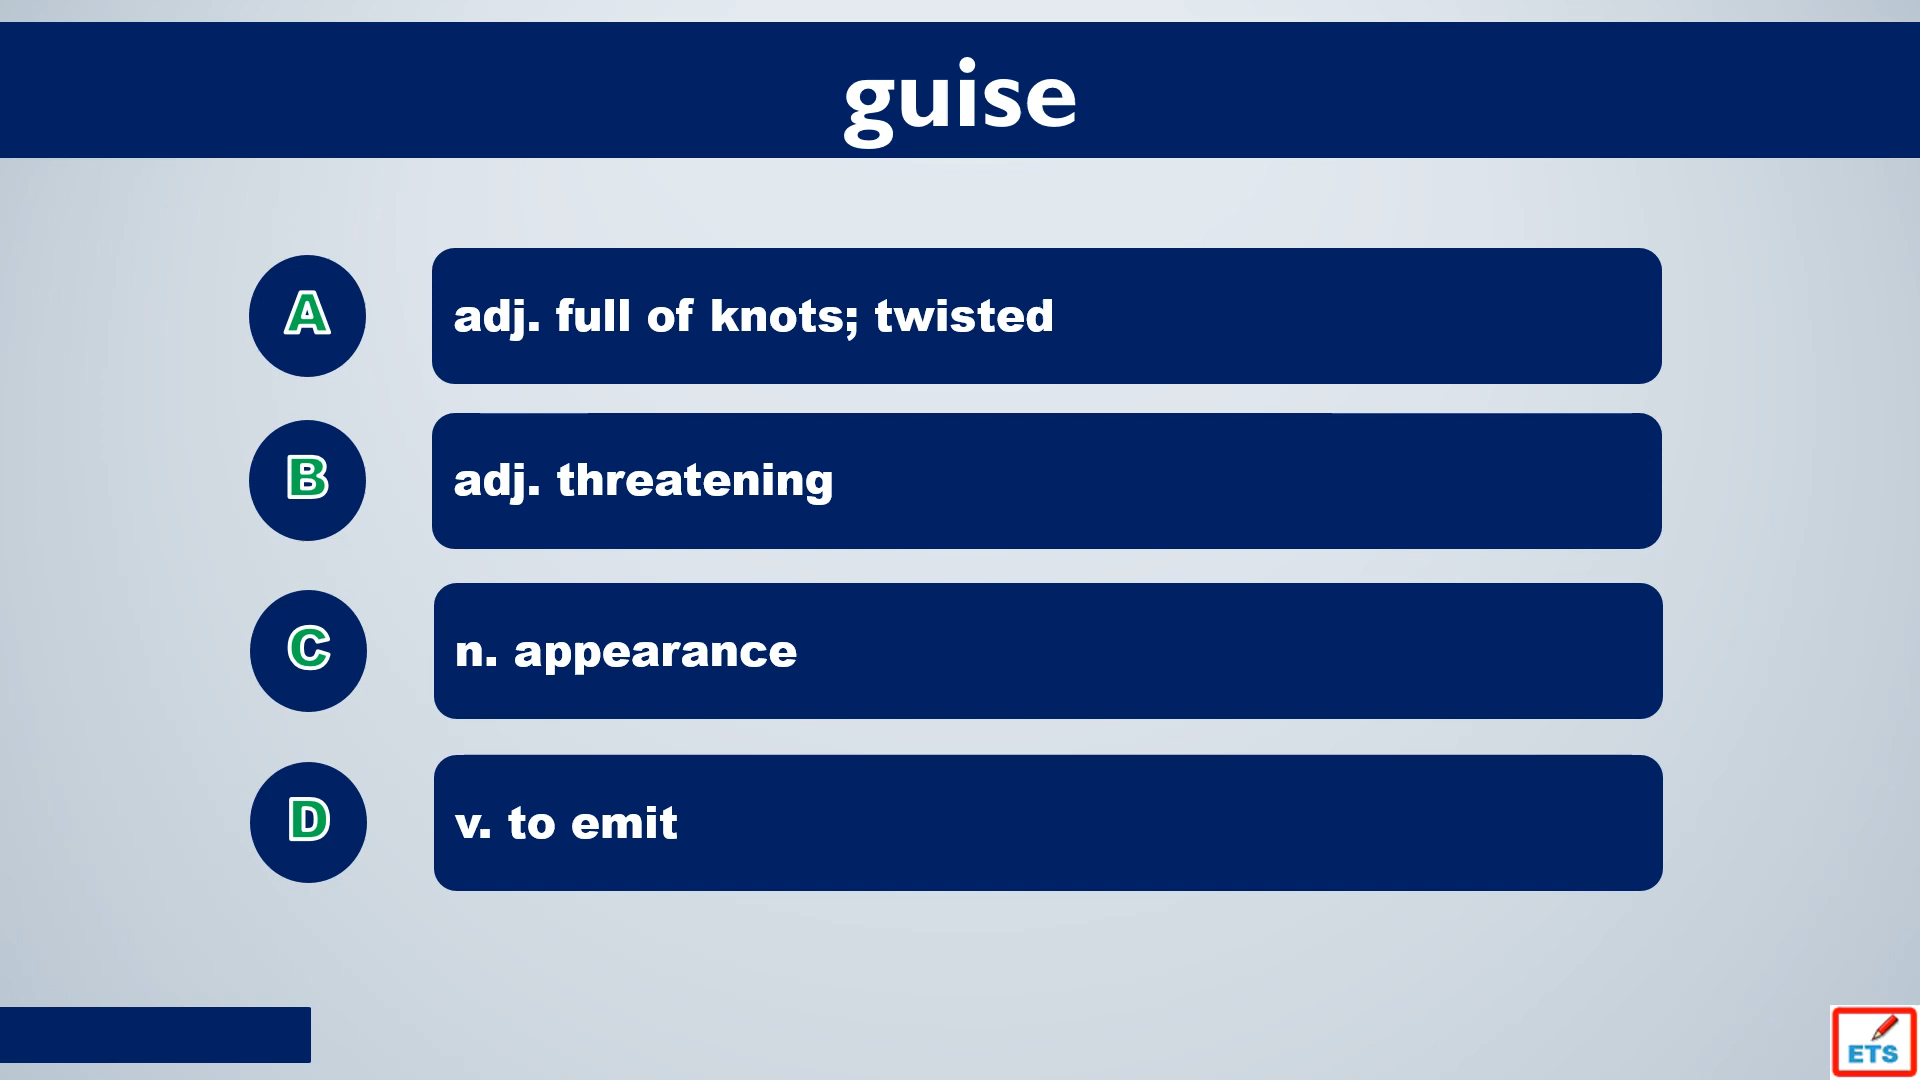 guise
A
adj. full of knots; twisted
B
adj. threatening
C
n. appearance
D
v. to emit
ETS